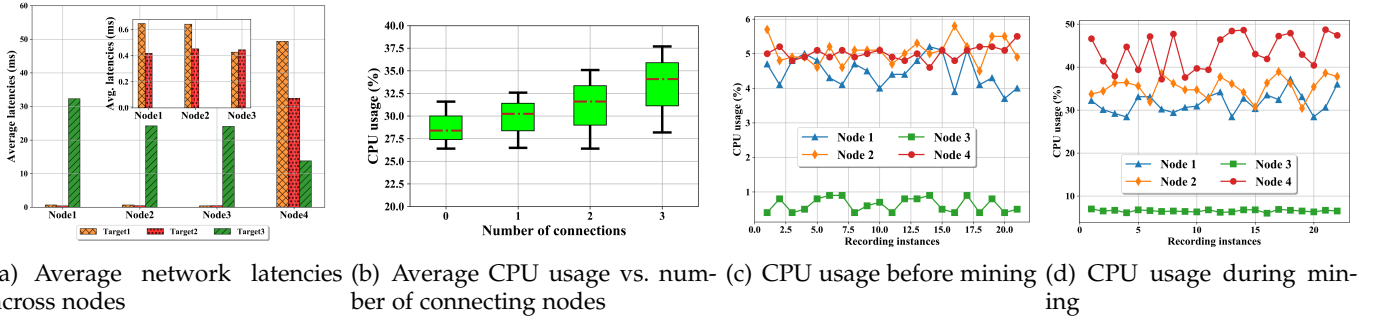 60
50
40
30
20
10
0
Average latencies (ms)
0.6
0.4
0.2
0.0
Avg. latencies (ms)
Node1 Node2 Node3
Node1 Node2 Node3 Node4
Target1 Target2 Target3
40.0
37.5
35.0
32.5
30.0
27.5
25.0
22.5
20.0
CPU usage (%)
0 1 2 3
Number of connections
6
5
4
3
2
1
CPU usage (%)
Node 1 Node 3
Node 2 Node 4
0.0 2.5 5.0 7.5 10.0 12.5 15.0 17.5 20.0
Recording instances
50
40
30
20
10
CPU usage (%)
Node 1 Node 3
Node 2 Node 4
5 10 15 20
Recording instances
a) Average network latencies
across nodes
(b) Average CPU usage vs. num-
ber of connecting nodes
(c) CPU usage before mining
(d) CPU usage during min-
ing